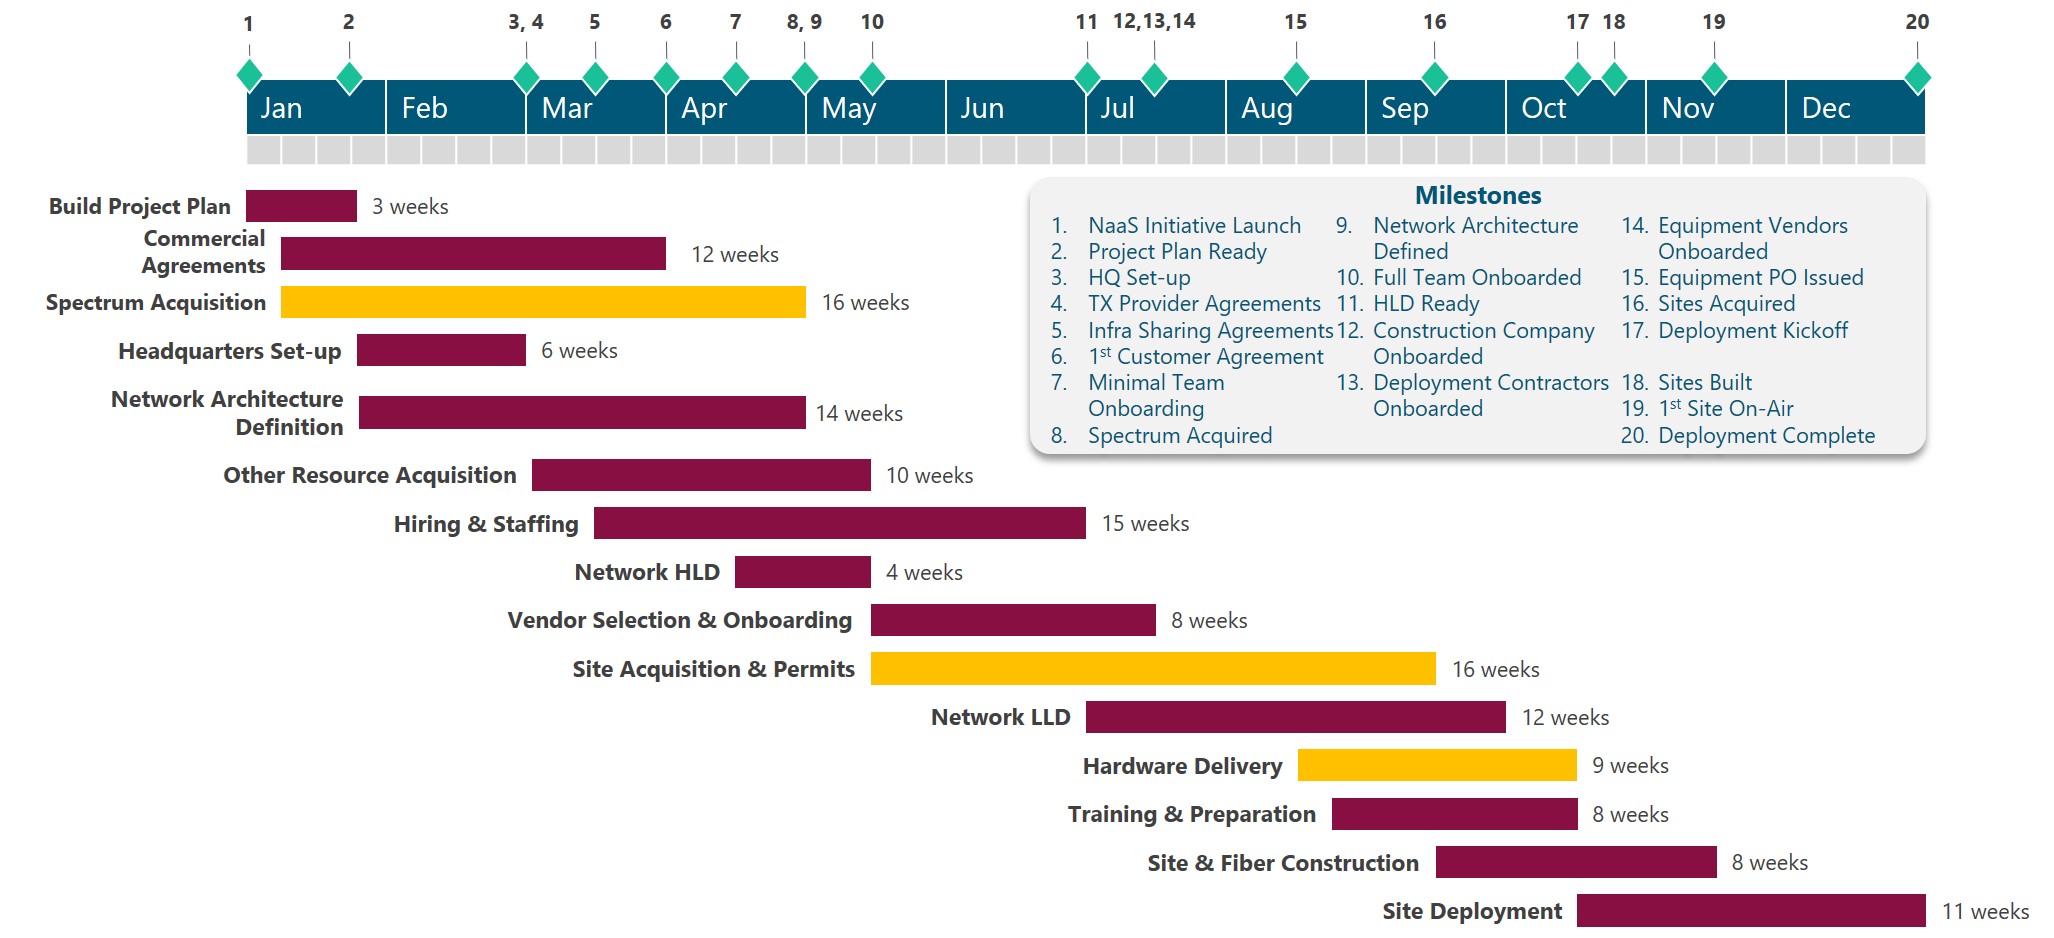 1 2 3, 4 5 6 7 8, 9 10 11 12,13,14 15 16 17 18 19 20
Jan Feb Mar Apr May Jun Jul Aug Sep Oct Nov Dec
Build Project Plan 3 weeks
Commercial
Agreements 12 weeks
Spectrum Acquisition 16 weeks
Headquarters Set-up 6 weeks
Network Architecture
Definition 14 weeks
Other Resource Acquisition 10 weeks
Hiring & Staffing 15 weeks
Network HLD 4 weeks
Vendor Selection & Onboarding 8 weeks
Site Acquisition & Permits 16 weeks
Network LLD 12 weeks
Hardware Delivery 9 weeks
Training & Preparation 8 weeks
Site & Fiber Construction 8 weeks
Site Deployment 11 weeks
Milestones
1. NaaS Initiative Launch
2. Project Plan Ready
3. HQ Set-up
4. TX Provider Agreements
5. Infra Sharing Agreements
6. 1st Customer Agreement
7. Minimal Team
Onboarding
8. Spectrum Acquired
9. Network Architecture
Defined
10. Full Team Onboarded
11. HLD Ready
12. Construction Company
Onboarded
13. Deployment Contractors
Onboarded
14. Equipment Vendors
Onboarded
15. Equipment PO Issued
16. Sites Acquired
17. Deployment Kickoff
18. Sites Built
19. 1st Site On-Air
20. Deployment Complete